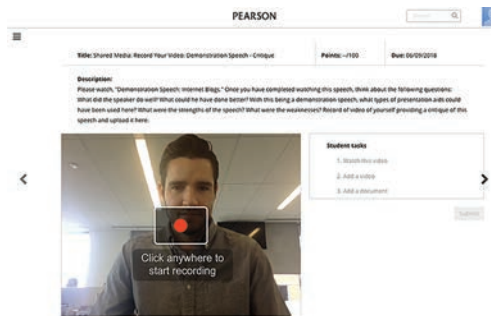 PEARSON
Search
Title: Shared Media: Record Your Video: Demonstration Speech - Critique
Points: --/100
Due: 06/09/2018
Description:
Please watch, "Demonstration Speech: Internet Blogs." Once you have completed watching this speech, think about the following questions:
What did the speaker do well? What could he have done better? With this being a demonstration speech, what types of presentation aids could
have been used here? What were the strengths of the speech? What were the weaknesses? Record of video of yourself providing a critique of this
speech and upload it here.
Student tasks
1. Watch this video
2. Add a video
3. Add a document
Submit
Click anywhere to
start recording